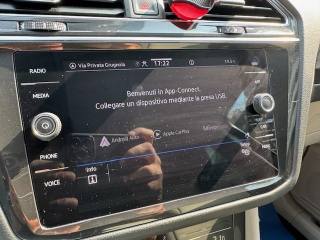 Via Privata Grugnola
17:22
RADIO
MEDIA
PHONE
VOICE
Benvenuti in App-Connect.
Collegare un dispositivo mediante la presa USB.
Android Auto
Apple CarPlay
Info